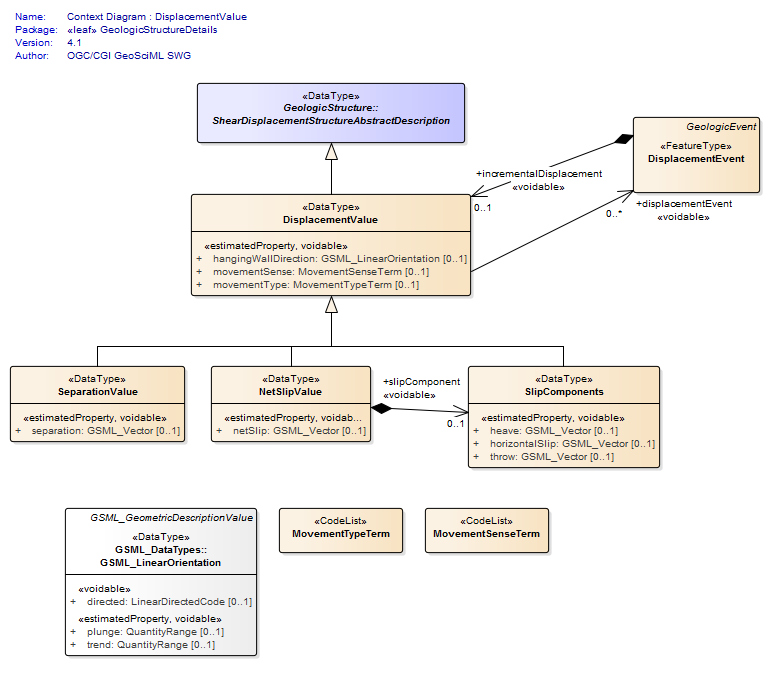 Name: Context Diagram : DisplacementValue
Package: «leaf» GeologicStructureDetails
Version: 4.1
Author: OGC/CGI GeoSciML SWG
«DataType»
GeologicStructure::
ShearDisplacementStructureAbstractDescription
GeologicEvent
«FeatureType»
DisplacementEvent
+incrementalDisplacement
«voidable»
0..1
+displacementEvent
«voidable»
0..*
«DataType»
DisplacementValue
«estimatedProperty, voidable»
+ hangingWallDirection: GSML_LinearOrientation [0..1]
+ movementSense: MovementSenseTerm [0..1]
+ movementType: MovementTypeTerm [0..1]
«DataType»
SeparationValue
«estimatedProperty, voidable»
+ separation: GSML_Vector [0..1]
«DataType»
NetSlipValue
«estimatedProperty, voidab...
+ netSlip: GSML_Vector [0..1]
+slipComponent
«voidable»
0..1
«DataType»
SlipComponents
«estimatedProperty, voidable»
+ heave: GSML_Vector [0..1]
+ horizontalSlip: GSML_Vector [0..1]
+ throw: GSML_Vector [0..1]
GSML_GeometricDescriptionValue
«DataType»
GSML_DataTypes::
GSML_LinearOrientation
«voidable»
+ directed: LinearDirectedCode [0..1]
«estimatedProperty, voidable»
+ plunge: QuantityRange [0..1]
+ trend: QuantityRange [0..1]
«CodeList»
MovementTypeTerm
«CodeList»
MovementSenseTerm